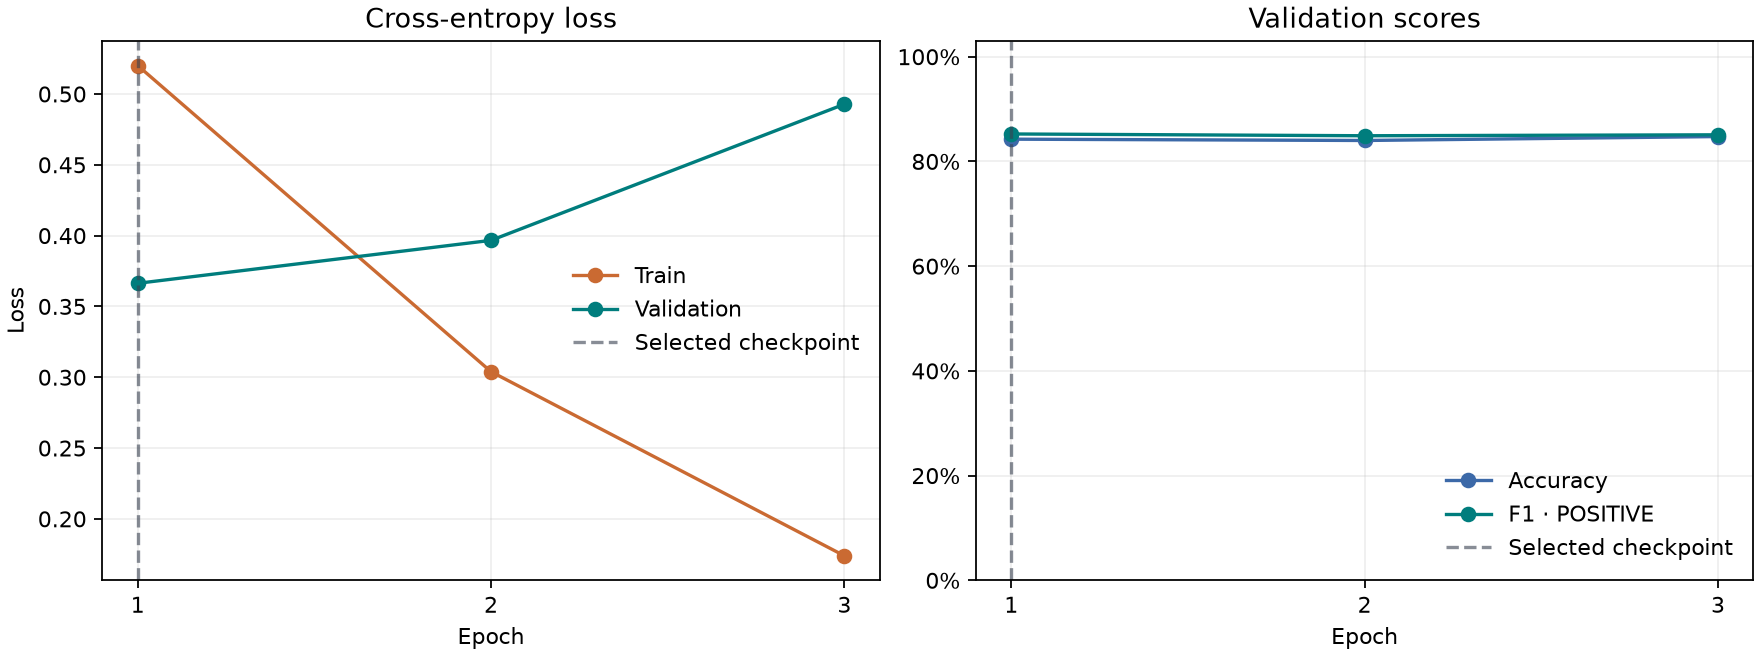 Cross-entropy loss
Loss
0.50
0.45
0.40
0.35
0.30
0.25
0.20
Train
Validation
Selected checkpoint
1 2 3
Epoch
Validation scores
100%
80%
60%
40%
20%
0%
Accuracy
F1 · POSITIVE
Selected checkpoint
1 2 3
Epoch